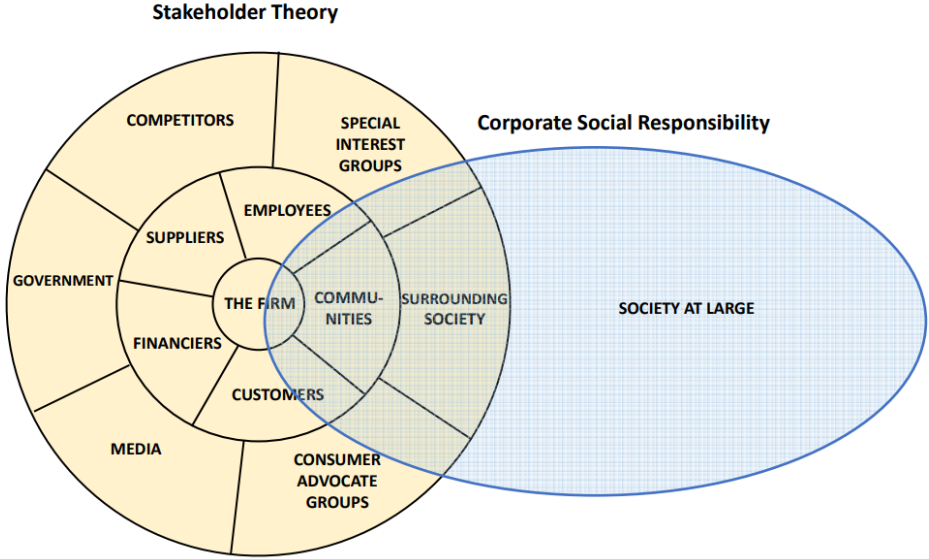 Stakeholder Theory
Corporate Social Responsibility
COMPETITORS
SPECIAL
INTEREST
GROUPS
EMPLOYEES
SUPPLIERS
GOVERNMENT
THE FIRM
COMMU-
NITIES
SURROUNDING
SOCIETY
SOCIETY AT LARGE
FINANCIERS
CUSTOMERS
MEDIA
CONSUMER
ADVOCATE
GROUPS